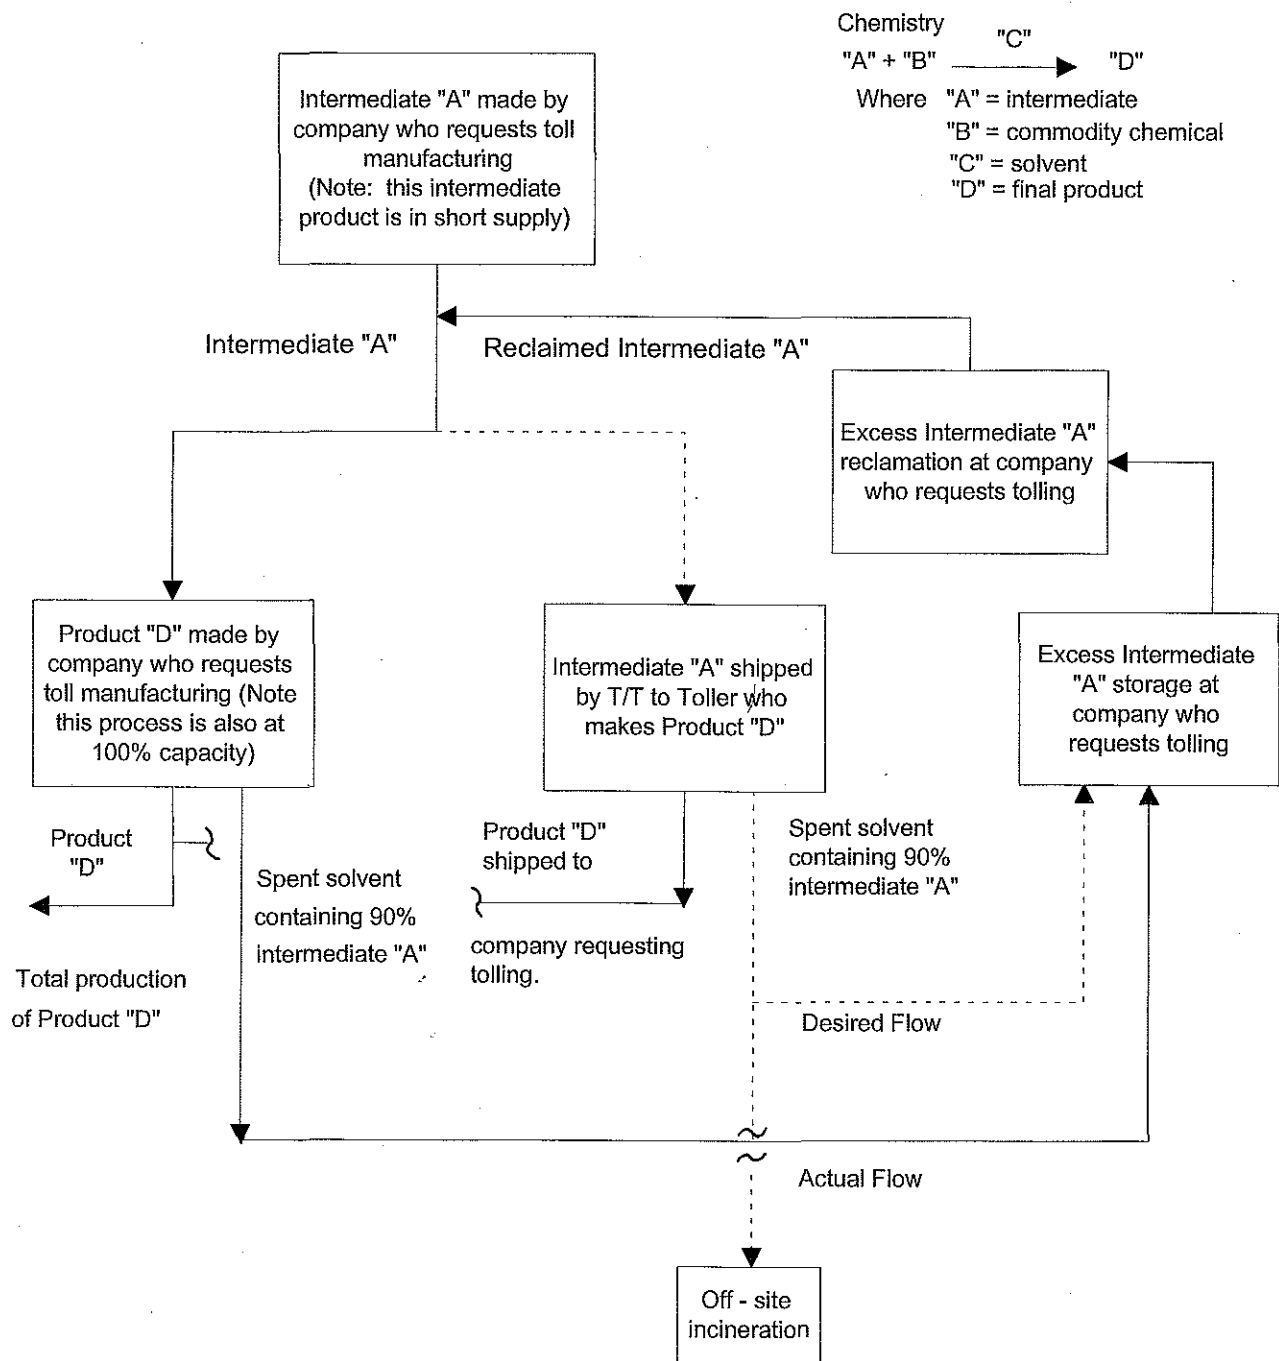 Chemistry
"A" + "B" "C" "D"
Where "A" = intermediate
"B" = commodity chemical
"C" = solvent
"D" = final product
Intermediate "A" made by
company who requests toll
manufacturing
(Note: this intermediate
product is in short supply)
Intermediate "A"
Reclaimed Intermediate "A"
Excess Intermediate "A"
reclamation at company
who requests tolling
Product "D" made by
company who requests
toll manufacturing (Note
this process is also at
100% capacity)
Intermediate "A" shipped
by T/T to Toller who
makes Product "D"
Excess Intermediate
"A" storage at
company who
requests tolling
Product
"D"
Spent solvent
containing 90%
intermediate "A"
Product "D"
shipped to
company requesting
tolling.
Spent solvent
containing 90%
intermediate "A"
Total production
of Product "D"
Desired Flow
Actual Flow
Off - site
incineration